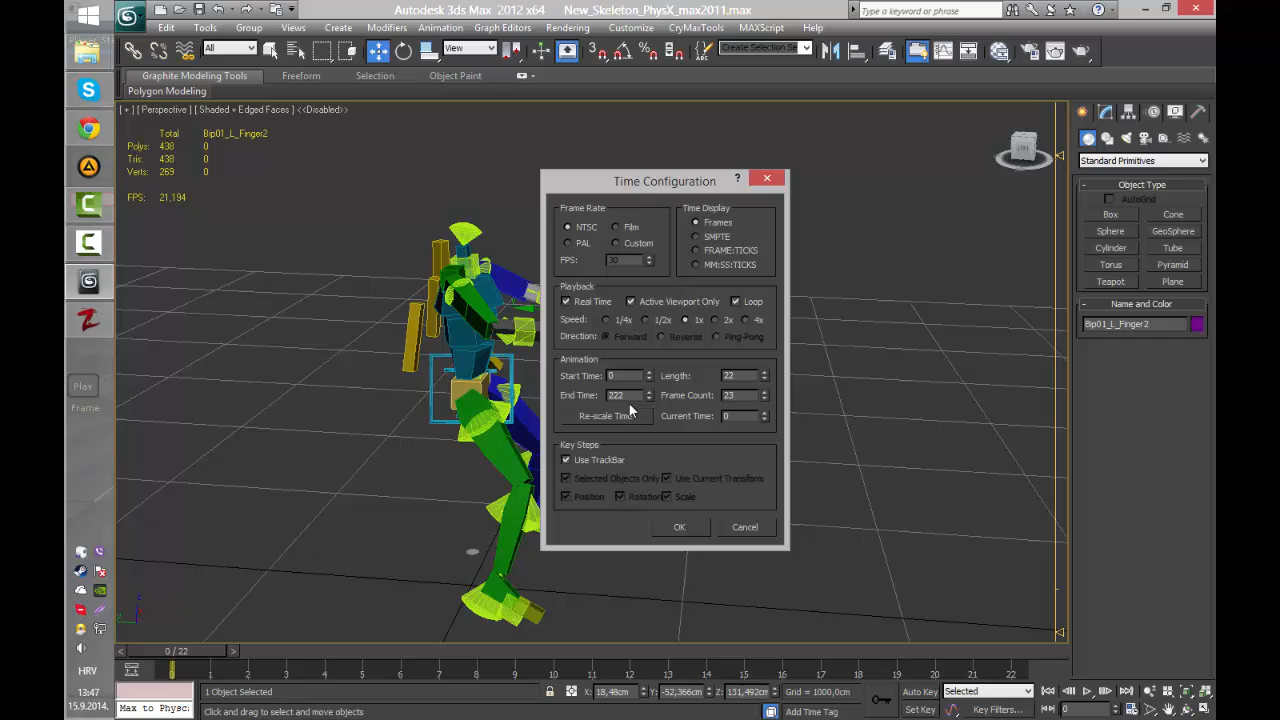 Autodesk 3ds Max 2012 x64 New_Skeleton_PhysX_max2011.max
Type a keyword or phrase
Edit Tools Group Views Create Modifiers Animation Graph Editors Rendering Customize CryMaxTools MAXScript Help
All View Create Selection Se
Graphite Modeling Tools Freeform Selection Object Paint
Polygon Modeling
[ + ] [ Perspective ] [ Shaded + Edged Faces ] <<Disabled>>
Total Bip01_L_Finger2
Polys: 438 0
Tris: 438 0
Verts: 269 0
FPS: 21,194
Time Configuration
Frame Rate
NTSC Film
PAL Custom
FPS: 30
Time Display
Frames
SMPTE
FRAME:TICKS
MM:SS:TICKS
Playback
Real Time Active Viewport Only Loop
Speed: 1/4x 1/2x 1x 2x 4x
Direction: Forward Reverse Ping-Pong
Animation
Start Time: 0 Length: 22
End Time: 222 Frame Count: 23
Re-scale Time Current Time: 0
Key Steps
Use TrackBar
Selected Objects Only Use Current Transform
Position Rotation Scale
OK Cancel
Standard Primitives
Object Type
AutoGrid
Box Cone
Sphere GeoSphere
Cylinder Tube
Torus Pyramid
Teapot Plane
Name and Color
Bip01_L_Finger2
Play
Frame
HRV
13:47
15.9.2014.
0 / 22
0 1 2 3 4 5 6 7 8 9 10 11 12 13 14 15 16 17 18 19 20 21 22
1 Object Selected X: 18,48cm Y: -52,366cm Z: 131,492cm Grid = 1000,0cm Auto Key Selected
Max to Physc
Click and drag to select and move objects Add Time Tag Set Key Key Filters... 0